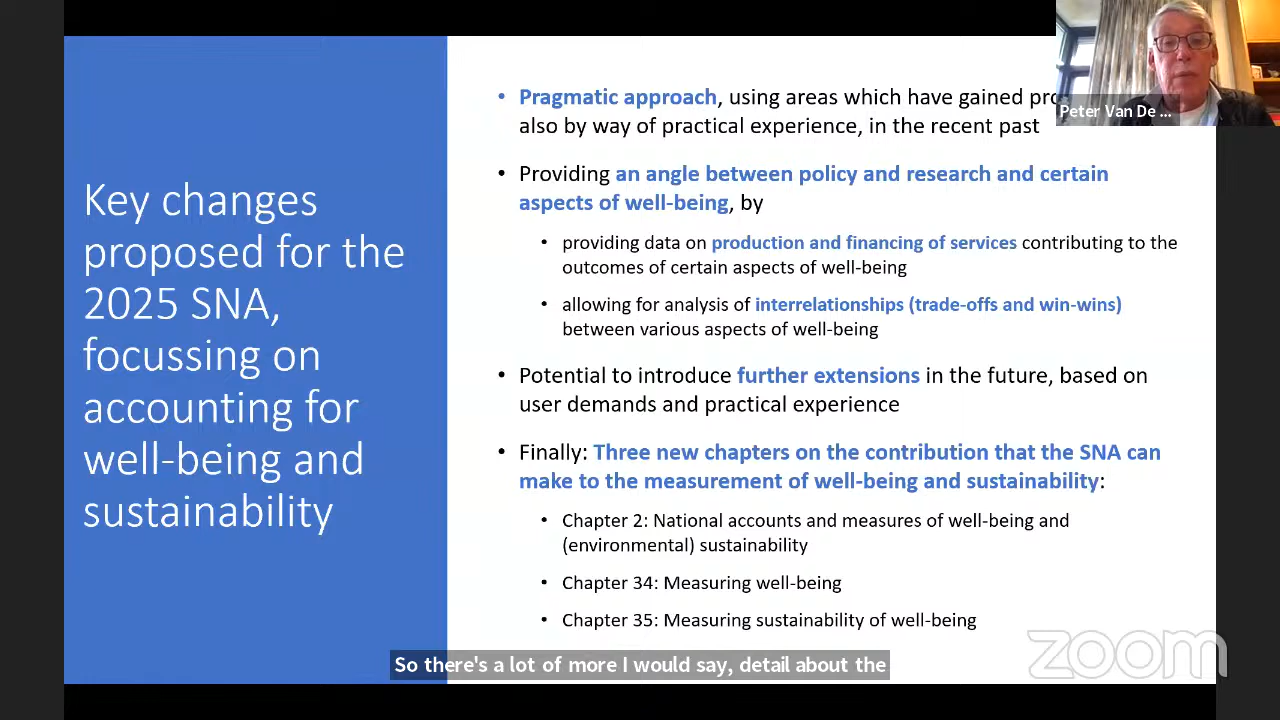 Key changes
proposed for the
2025 SNA,
focussing on
accounting for
well-being and
sustainability
• Pragmatic approach, using areas which have gained
also by way of practical experience, in the recent past
• Providing an angle between policy and research and certain
aspects of well-being, by
• providing data on production and financing of services contributing to the
outcomes of certain aspects of well-being
• allowing for analysis of interrelationships (trade-offs and win-wins)
between various aspects of well-being
• Potential to introduce further extensions in the future, based on
user demands and practical experience
• Finally: Three new chapters on the contribution that the SNA can
make to the measurement of well-being and sustainability:
• Chapter 2: National accounts and measures of well-being and
(environmental) sustainability
• Chapter 34: Measuring well-being
• Chapter 35: Measuring sustainability of well-being
Peter Van De ...
So there's a lot of more I would say, detail about the
zoom